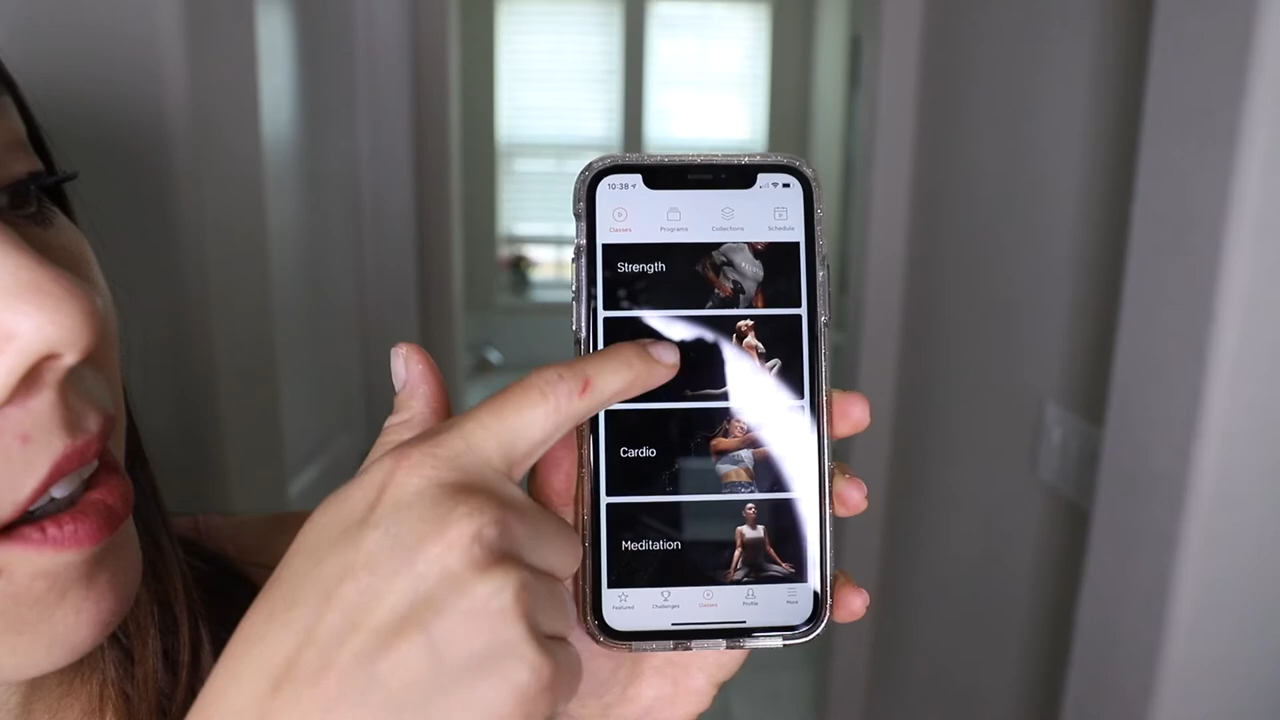 10:38
Classes
Programs
Collections
Schedule
Strength
Cardio
Meditation
Featured
Challenges
Classes
Profile
More